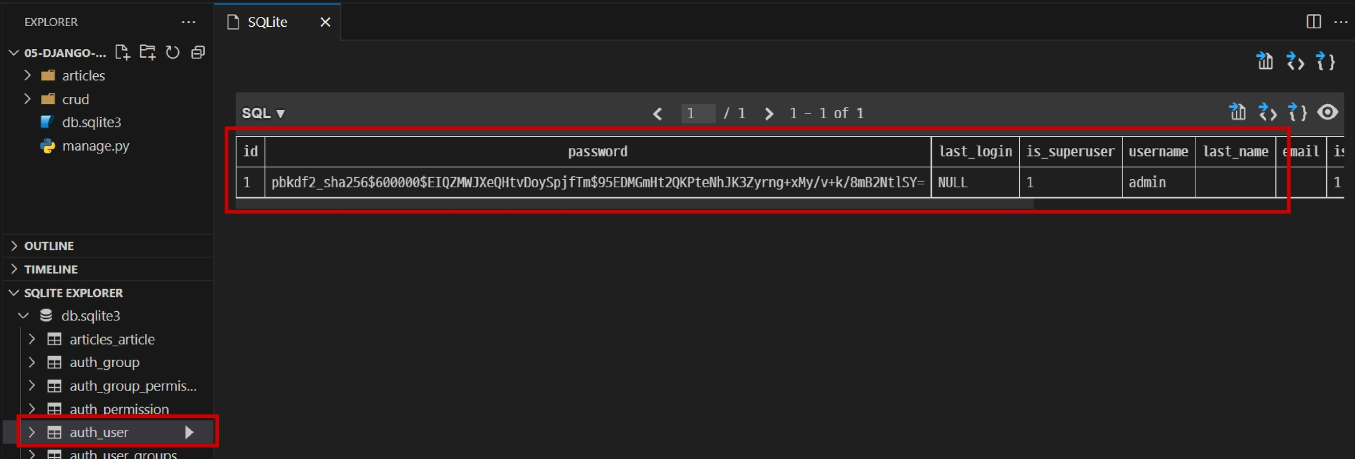 EXPLORER ...
05-DJANGO-...
articles
crud
db.sqlite3
manage.py
OUTLINE
TIMELINE
SQLITE EXPLORER
db.sqlite3
articles_article
auth_group
auth_group_permis...
auth_permission
auth_user
auth_user_groups
SQLite
SQL ▼ < 1 / 1 > 1 - 1 of 1
id password last_login is_superuser username last_name email is
1 pbkdf2_sha256$600000$EIQZMWJXeQHtvDoySpjfTm$95EDMGmHt2QKPteNhJK3Zyrng+xMy/v+k/8mB2NtlSY= NULL 1 admin 1